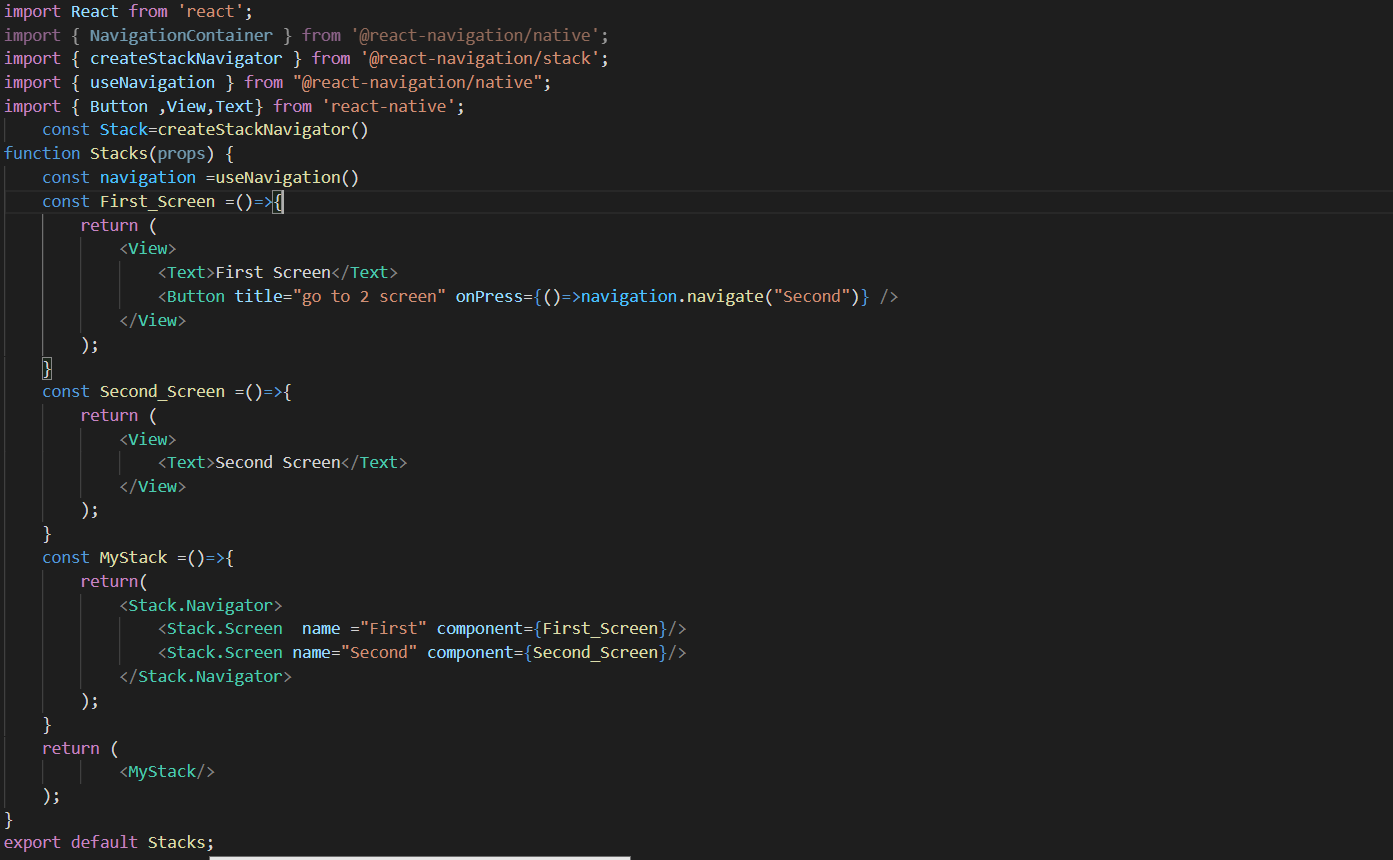 import React from 'react';
import { NavigationContainer } from '@react-navigation/native';
import { createStackNavigator } from '@react-navigation/stack';
import { useNavigation } from "@react-navigation/native";
import { Button ,View,Text} from 'react-native';
    const Stack=createStackNavigator()
function Stacks(props) {
    const navigation =useNavigation()
    const First_Screen =()=>{
        return (
            <View>
                <Text>First Screen</Text>
                <Button title="go to 2 screen" onPress={()=>navigation.navigate("Second")} />
            </View>
        );
    }
    const Second_Screen =()=>{
        return (
            <View>
                <Text>Second Screen</Text>
            </View>
        );
    }
    const MyStack =()=>{
        return(
            <Stack.Navigator>
                <Stack.Screen  name ="First" component={First_Screen}/>
                <Stack.Screen name="Second" component={Second_Screen}/>
            </Stack.Navigator>
        );
    }
    return (
            <MyStack/>
    );
}
export default Stacks;